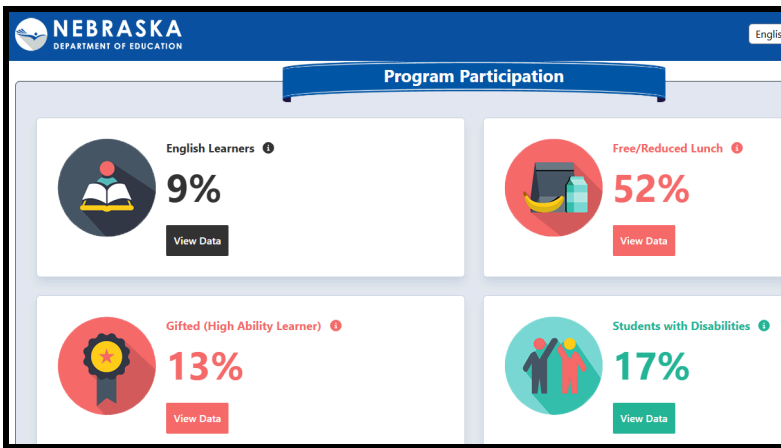 NEBRASKA
DEPARTMENT OF EDUCATION
Englis
Program Participation
English Learners
9%
View Data
Free/Reduced Lunch
52%
View Data
Gifted (High Ability Learner)
13%
View Data
Students with Disabilities
17%
View Data